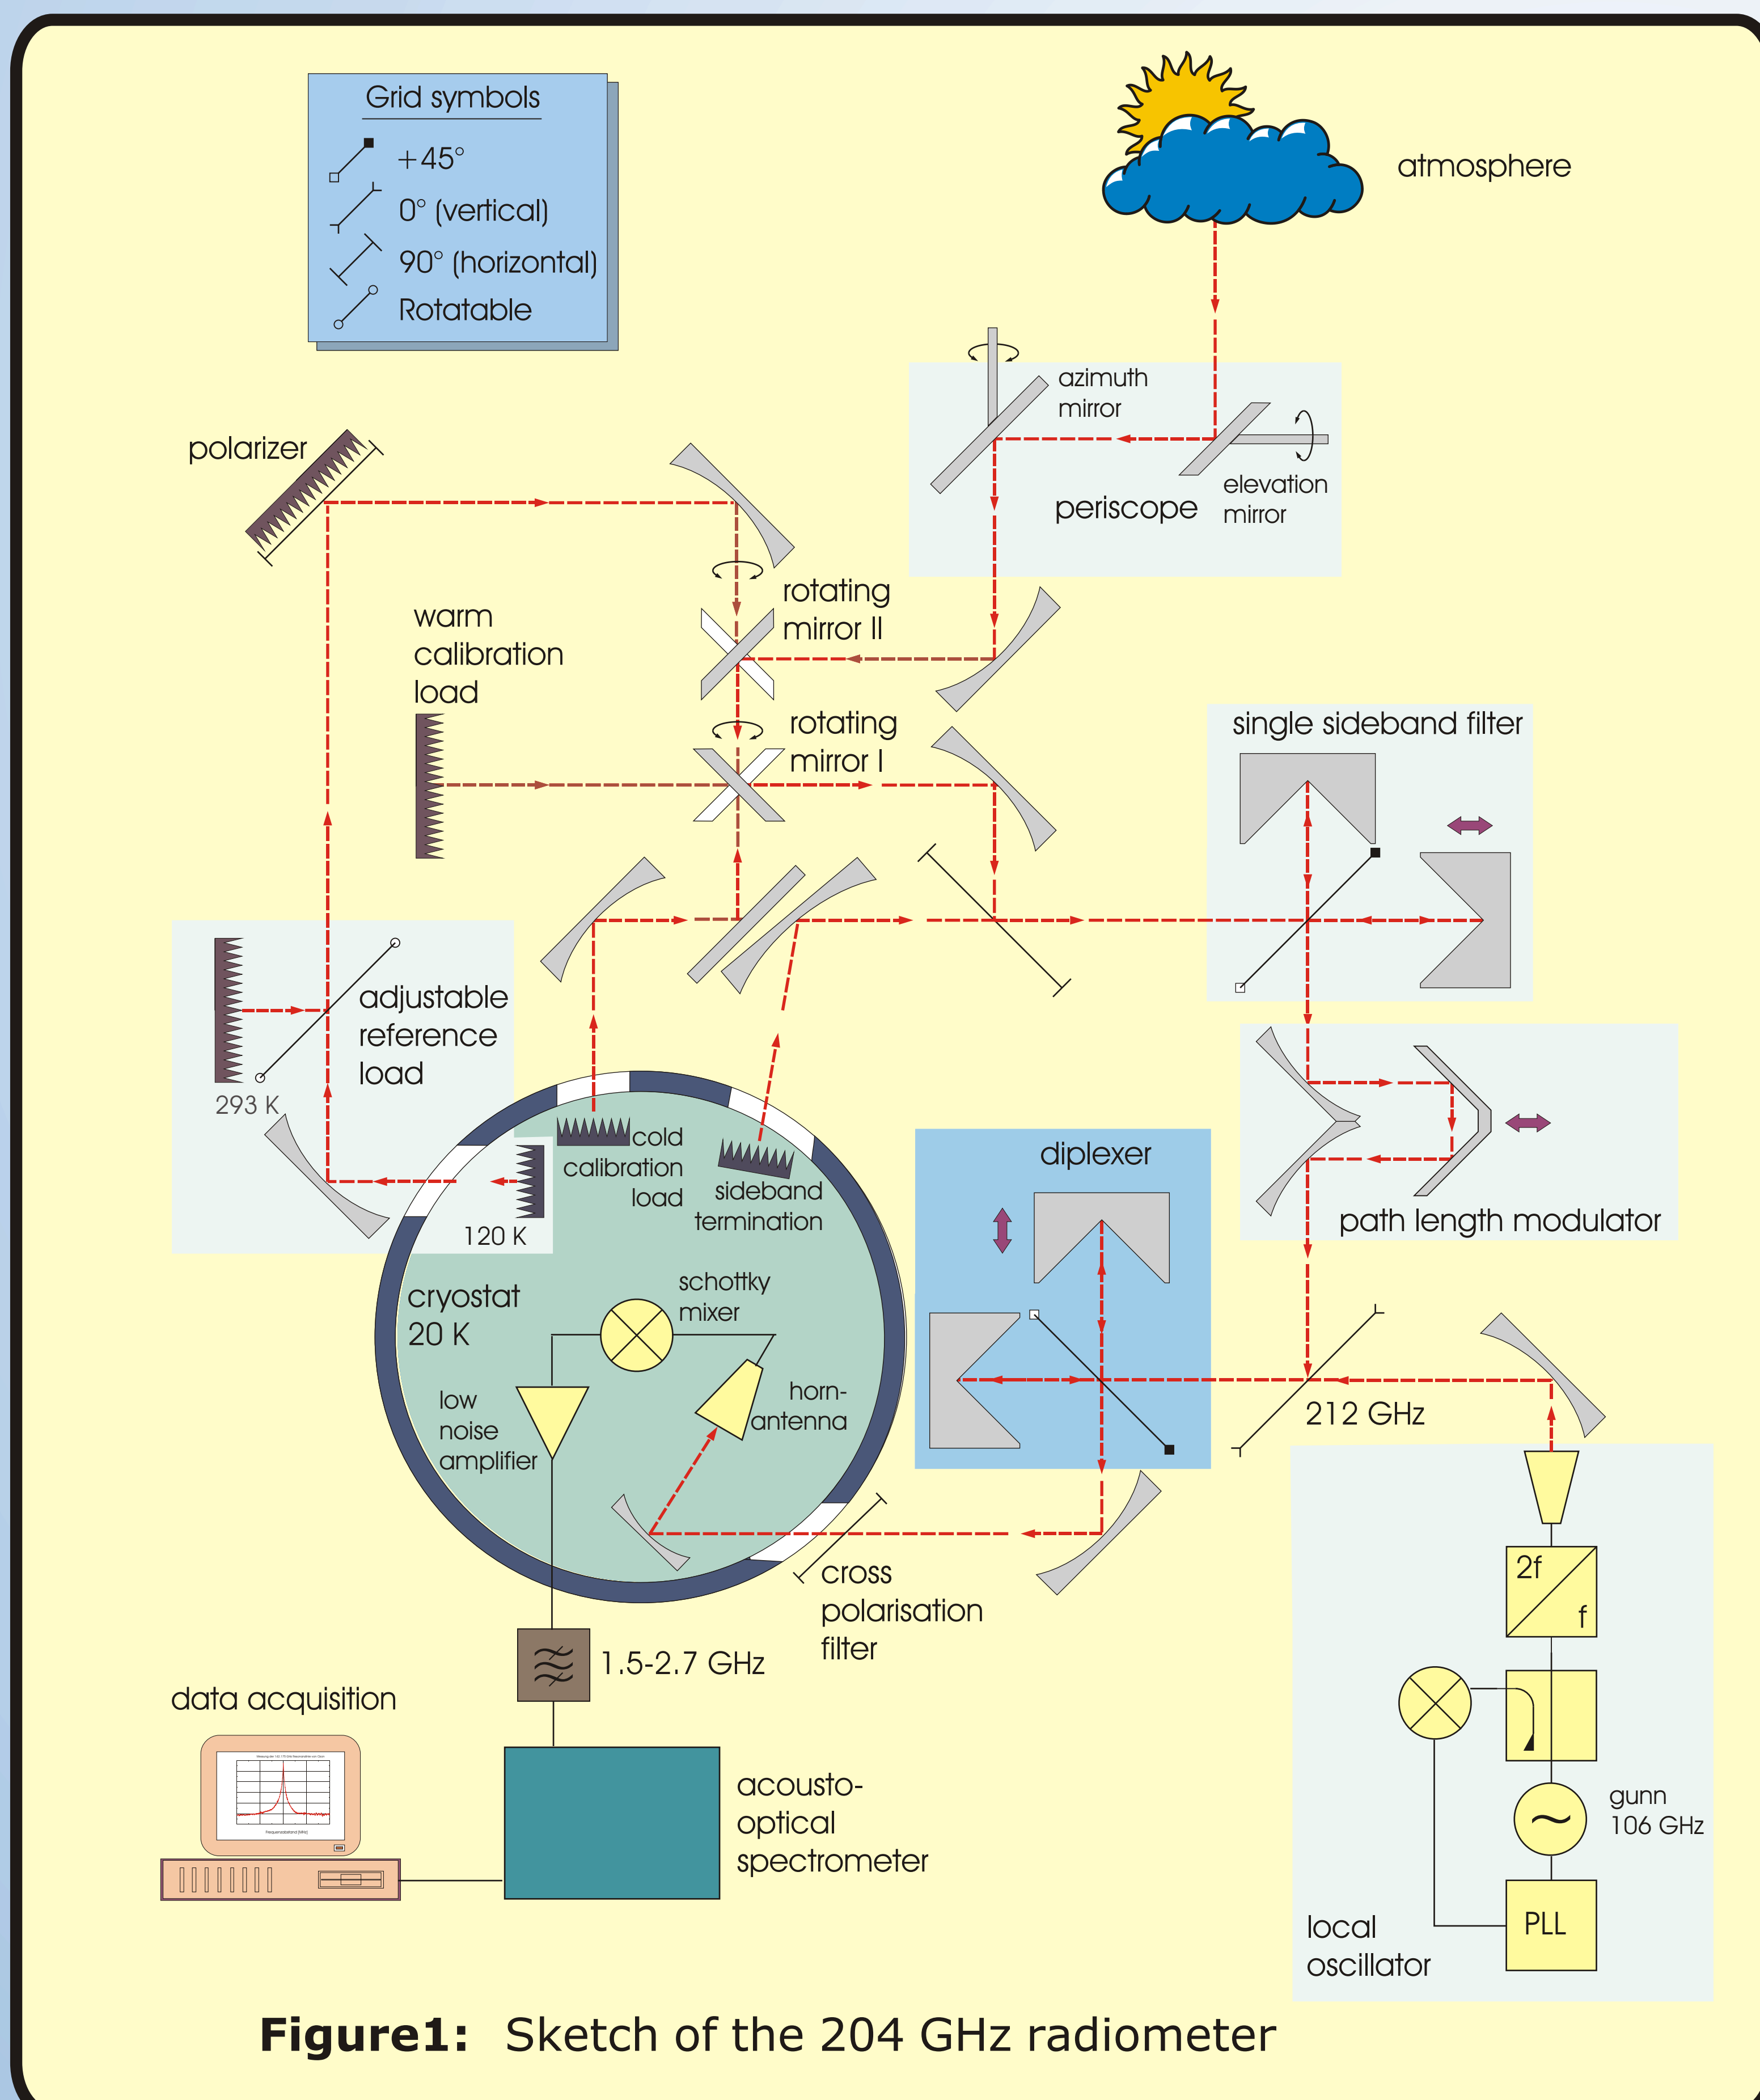 Grid symbols
+45°
0° (vertical)
90° (horizontal)
Rotatable
atmosphere
azimuth
mirror
elevation
mirror
periscope
polarizer
rotating
mirror II
warm
calibration
load
rotating
mirror I
single sideband filter
adjustable
reference
load
293 K
cold
calibration
load
sideband
termination
120 K
diplexer
path length modulator
cryostat
20 K
schottky
mixer
horn-
antenna
low
noise
amplifier
212 GHz
cross
polarisation
filter
1.5-2.7 GHz
2f
f
data acquisition
acousto-
optical
spectrometer
gunn
106 GHz
PLL
local
oscillator
Figure1: Sketch of the 204 GHz radiometer